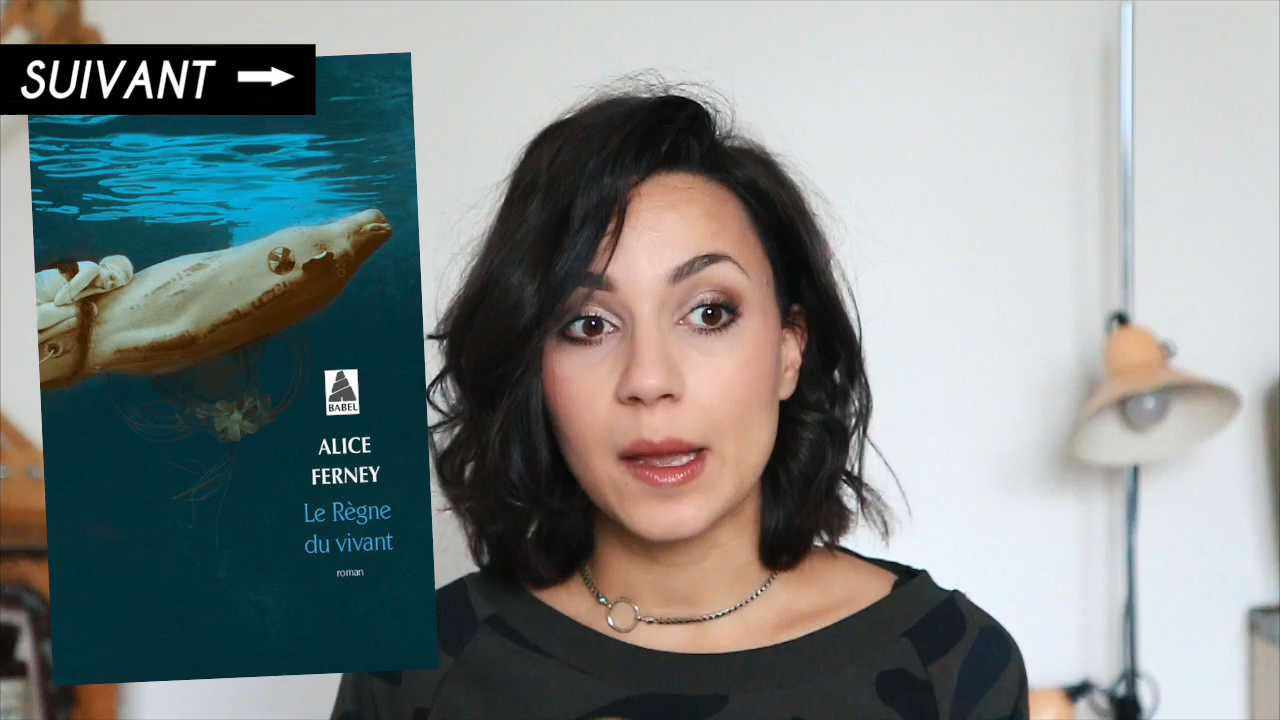 SUIVANT
BABEL
ALICE
FERNEY
Le Règne
du vivant
roman